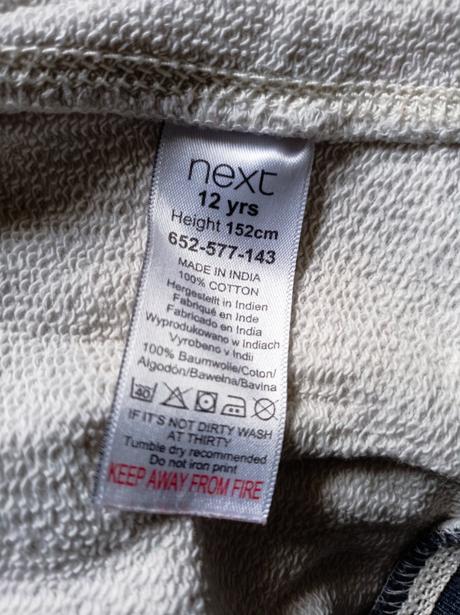 next
12 yrs
Height 152cm
652-577-143
MADE IN INDIA
100% COTTON
Hergestellt in Indien
Fabriqué en Inde
Fabricado en India
Wyprodukowano w Indiach
Vyrobeno v Indii
100% Baumwolle/Coton/
Algodón/Bawełna/Bavlna
40
IF IT'S NOT DIRTY WASH
AT THIRTY
Tumble dry recommended
Do not iron print
KEEP AWAY FROM FIRE